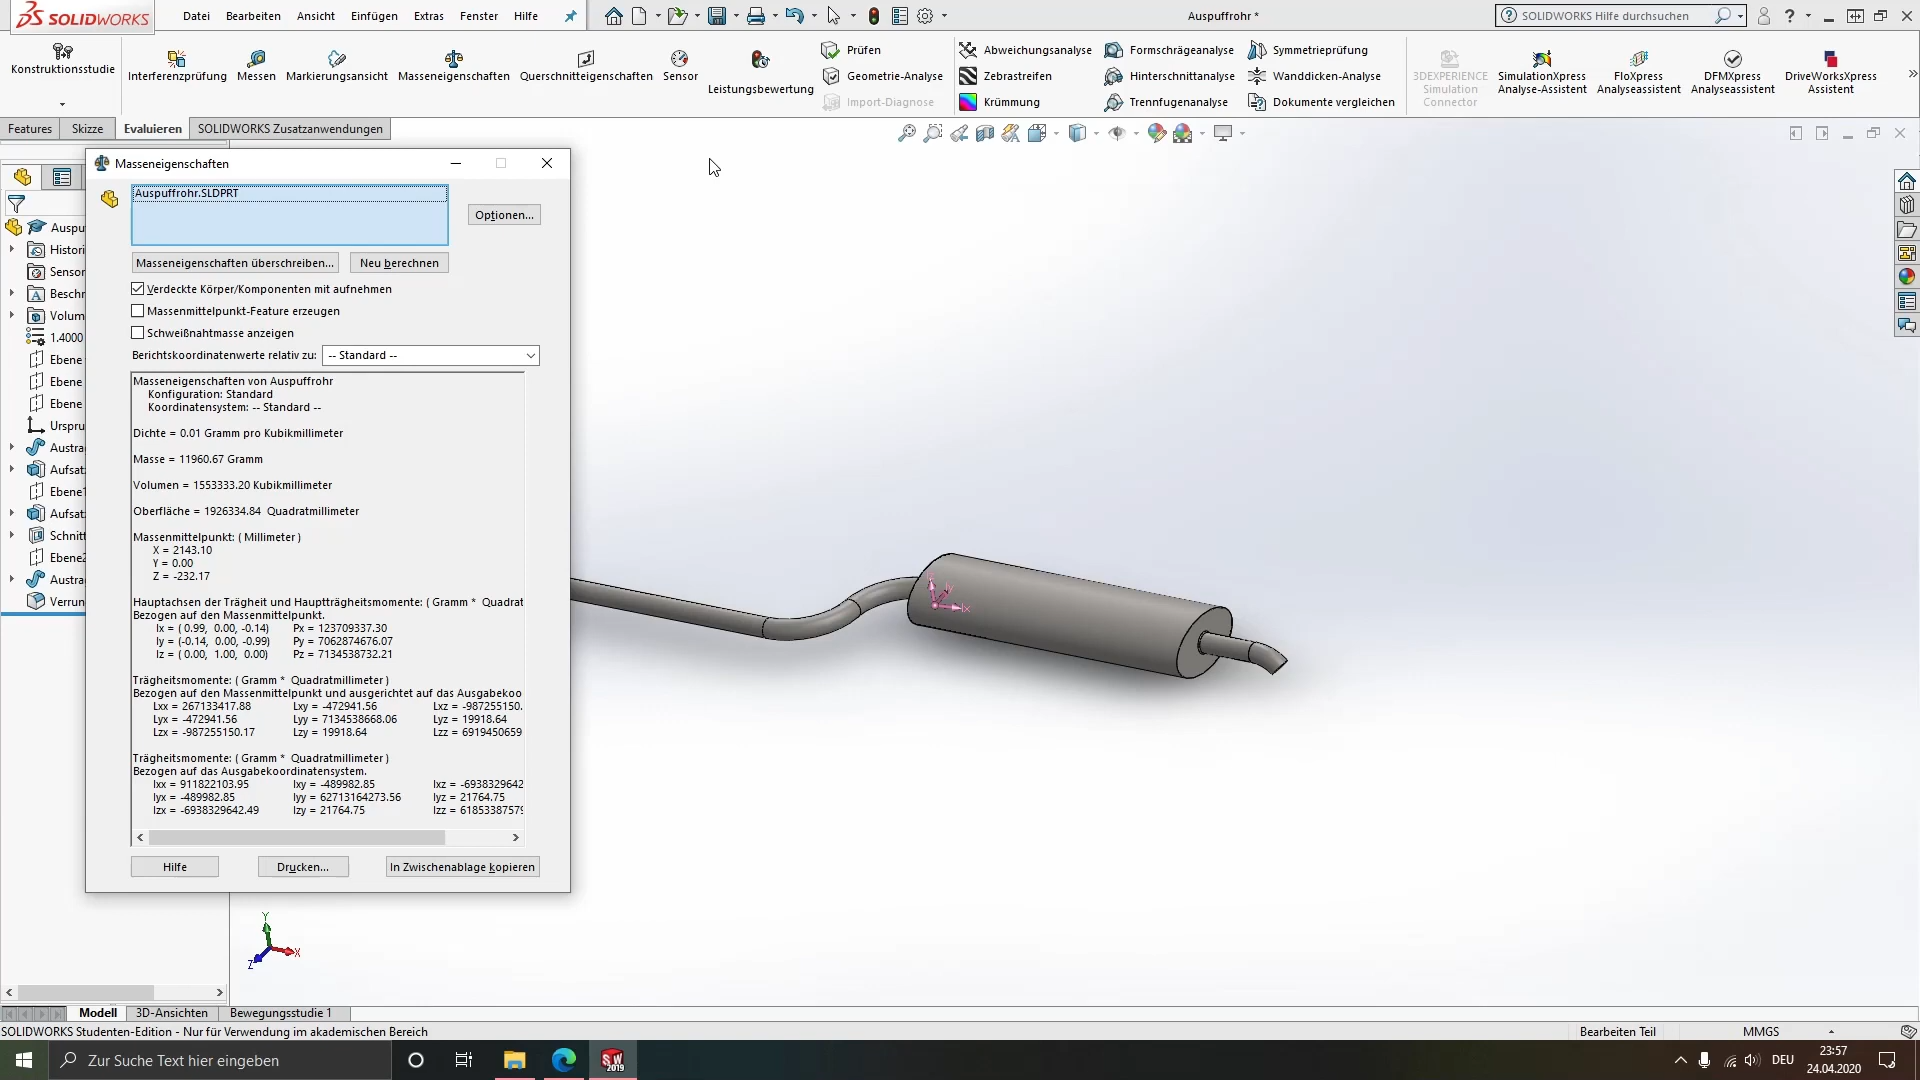 SOLIDWORKS
Datei Bearbeiten Ansicht Einfügen Extras Fenster Hilfe
Auspuffrohr *
SOLIDWORKS Hilfe durchsuchen
Konstruktionsstudie
Interferenzprüfung Messen Markierungsansicht Masseneigenschaften Querschnitteigenschaften Sensor
Leistungsbewertung
Prüfen
Geometrie-Analyse
Import-Diagnose
Abweichungsanalyse
Zebrastreifen
Krümmung
Formschrägeanalyse
Hinterschnittanalyse
Trennfugenanalyse
Symmetrieprüfung
Wanddicken-Analyse
Dokumente vergleichen
3DEXPERIENCE
Simulation
Connector
SimulationXpress
Analyse-Assistent
FloXpress
Analyseassistent
DFMXpress
Analyseassistent
DriveWorksXpress
Assistent
Features Skizze Evaluieren SOLIDWORKS Zusatzanwendungen
Auspu
Histori
Sensor
Beschr
Volum
1.4000
Ebene
Ebene
Ebene
Urspru
Austra
Aufsat
Ebene1
Aufsat
Schnitt
Ebene2
Austra
Verrun
Masseneigenschaften
Auspuffrohr.SLDPRT
Optionen...
Masseneigenschaften überschreiben... Neu berechnen
Verdeckte Körper/Komponenten mit aufnehmen
Massenmittelpunkt-Feature erzeugen
Schweißnahtmasse anzeigen
Berichtskoordinatenwerte relativ zu: -- Standard --
Masseneigenschaften von Auspuffrohr
Konfiguration: Standard
Koordinatensystem: -- Standard --
Dichte = 0.01 Gramm pro Kubikmillimeter
Masse = 11960.67 Gramm
Volumen = 1553333.20 Kubikmillimeter
Oberfläche = 1926334.84 Quadratmillimeter
Massenmittelpunkt: ( Millimeter )
X = 2143.10
Y = 0.00
Z = -232.17
Hauptachsen der Trägheit und Hauptträgheitsmomente: ( Gramm * Quadrat
Bezogen auf den Massenmittelpunkt.
Ix = ( 0.99, 0.00, -0.14) Px = 123709337.30
Iy = (-0.14, 0.00, -0.99) Py = 7062874676.07
Iz = ( 0.00, 1.00, 0.00) Pz = 7134538732.21
Trägheitsmomente: ( Gramm * Quadratmillimeter )
Bezogen auf den Massenmittelpunkt und ausgerichtet auf das Ausgabekoo
Lxx = 267133417.88 Lxy = -472941.56 Lxz = -987255150.
Lyx = -472941.56 Lyy = 7134538668.06 Lyz = 19918.64
Lzx = -987255150.17 Lzy = 19918.64 Lzz = 6919450659
Trägheitsmomente: ( Gramm * Quadratmillimeter )
Bezogen auf das Ausgabekoordinatensystem.
Ixx = 911822103.95 Ixy = -489982.85 Ixz = -6938329642
Iyx = -489982.85 Iyy = 62713164273.56 Iyz = 21764.75
Izx = -6938329642.49 Izy = 21764.75 Izz = 61853387579
Hilfe Drucken... In Zwischenablage kopieren
Y
X
Z
Modell 3D-Ansichten Bewegungsstudie 1
SOLIDWORKS Studenten-Edition - Nur für Verwendung im akademischen Bereich
Bearbeiten Teil MMGS
Zur Suche Text hier eingeben
SW
2019
DEU
23:57
24.04.2020